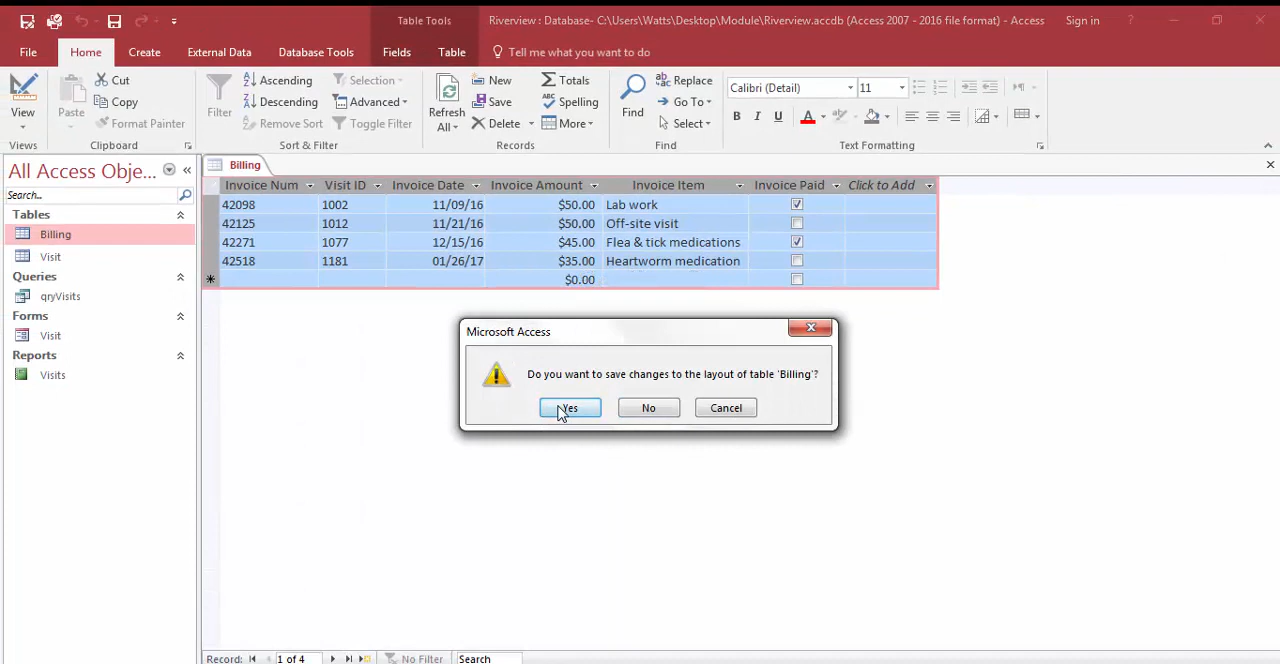 Table Tools
Riverview : Database- C:\Users\Watts\Desktop\Module\Riverview.accdb (Access 2007 - 2016 file format) - Access
Sign in
?
File
Home
Create
External Data
Database Tools
Fields
Table
Tell me what you want to do
View
Views
Paste
Cut
Copy
Format Painter
Clipboard
Filter
Ascending
Descending
Remove Sort
Selection
Advanced
Toggle Filter
Sort & Filter
Refresh
All
New
Save
Delete
Totals
Spelling
More
Records
Find
Replace
Go To
Select
Find
Calibri (Detail)
11
B I U A
Text Formatting
All Access Obje...
Search...
Tables
Billing
Visit
Queries
qryVisits
Forms
Visit
Reports
Visits
Billing
Invoice Num Visit ID Invoice Date Invoice Amount Invoice Item Invoice Paid Click to Add
42098 1002 11/09/16 $50.00 Lab work
42125 1012 11/21/16 $50.00 Off-site visit
42271 1077 12/15/16 $45.00 Flea & tick medications
42518 1181 01/26/17 $35.00 Heartworm medication
$0.00
Microsoft Access
Do you want to save changes to the layout of table 'Billing'?
Yes
No
Cancel
Record: 1 of 4 No Filter Search